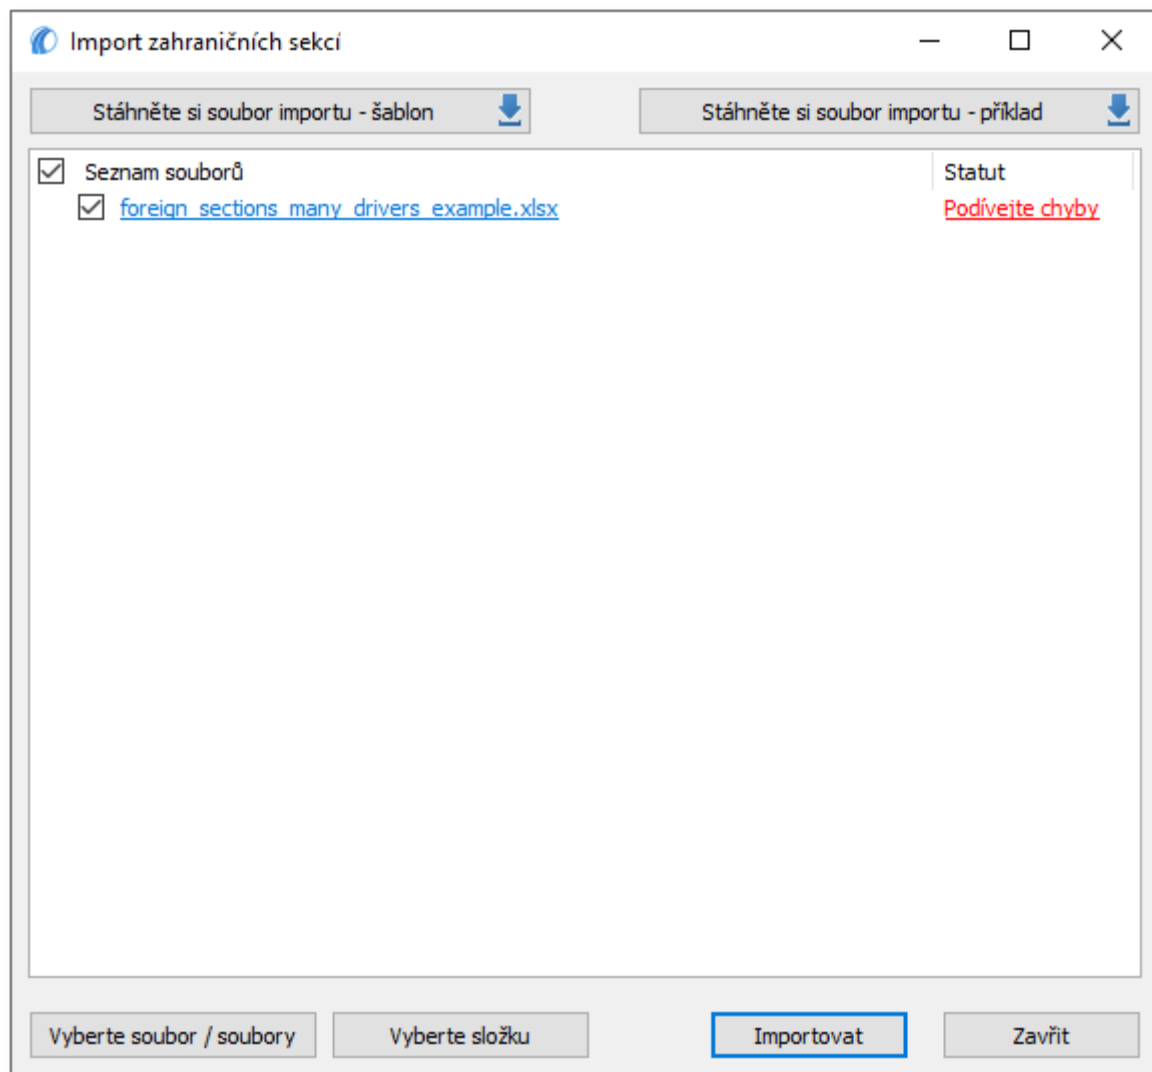 Import zahraničních sekcí
Stáhněte si soubor importu - šablon
Stáhněte si soubor importu - příklad
Seznam souborů Statut
foreign_sections_many_drivers_example.xlsx Podívejte chyby
Vyberte soubor / soubory Vyberte složku Importovat Zavřit